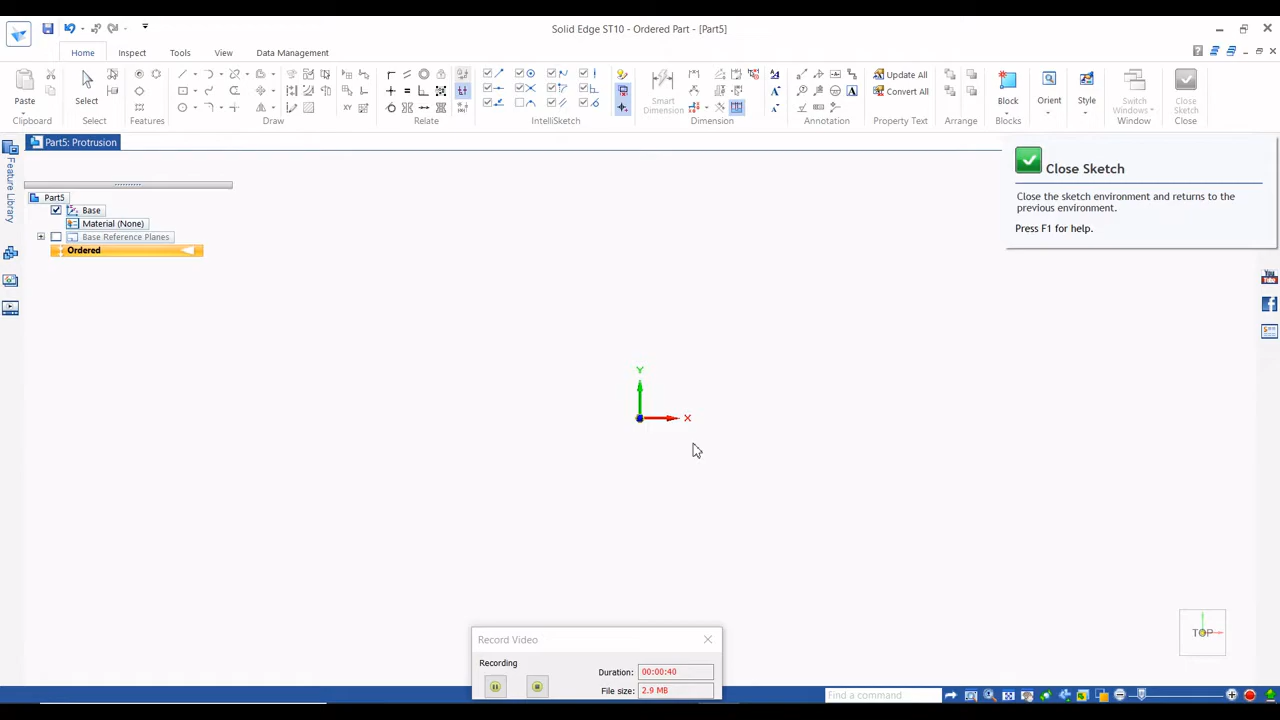 Solid Edge ST10 - Ordered Part - [Part5]
Home Inspect Tools View Data Management
Paste
Select
Smart Dimension
Update All
Convert All
Block
Orient
Style
Switch Windows
Close Sketch
Clipboard Select Features Draw Relate IntelliSketch Dimension Annotation Property Text Arrange Blocks Window Close
Part5: Protrusion
Feature Library
Part5
Base
Material (None)
Base Reference Planes
Ordered
Close Sketch
Close the sketch environment and returns to the
previous environment.
Press F1 for help.
You
Tube
Y
X
TOP
Record Video
Recording
Duration: 00:00:40
File size: 2.9 MB
Find a command